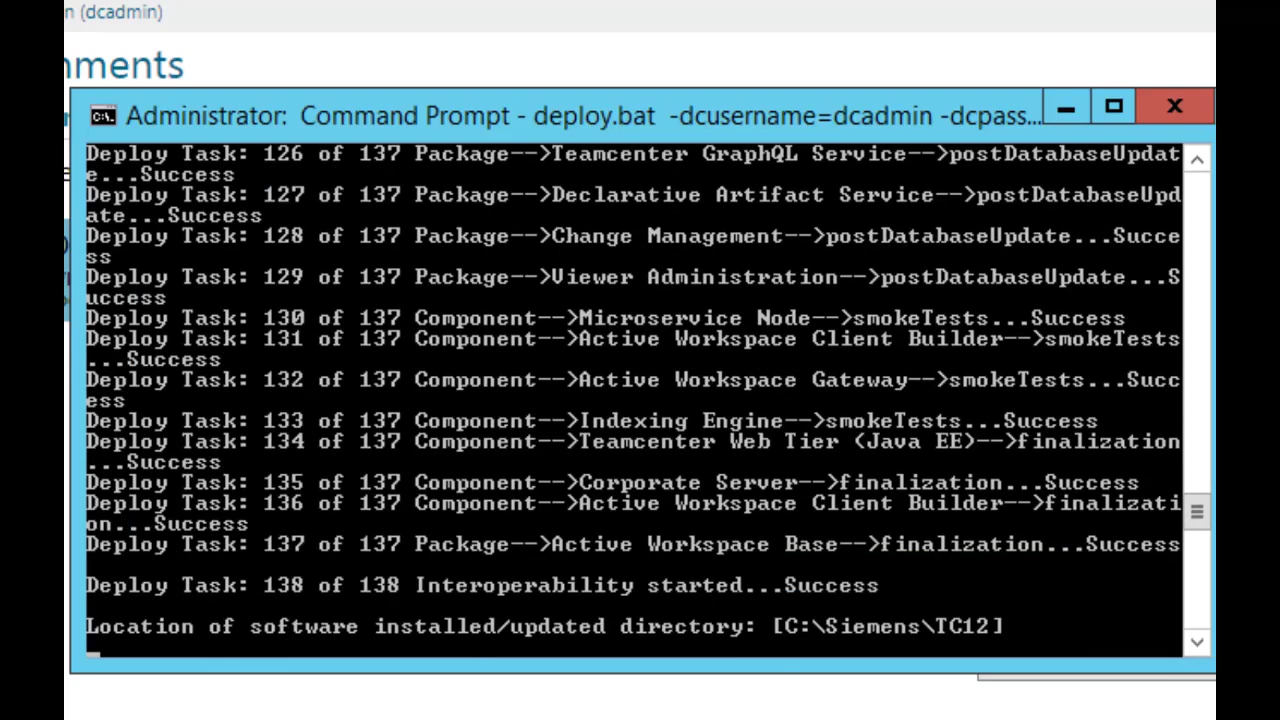 n (dcadmin)
nments
Administrator: Command Prompt - deploy.bat -dcusername=dcadmin -dcpass...
Deploy Task: 126 of 137 Package-->Teamcenter GraphQL Service-->postDatabaseUpdat
e...Success
Deploy Task: 127 of 137 Package-->Declarative Artifact Service-->postDatabaseUpd
ate...Success
Deploy Task: 128 of 137 Package-->Change Management-->postDatabaseUpdate...Succe
ss
Deploy Task: 129 of 137 Package-->Viewer Administration-->postDatabaseUpdate...S
uccess
Deploy Task: 130 of 137 Component-->Microservice Node-->smokeTests...Success
Deploy Task: 131 of 137 Component-->Active Workspace Client Builder-->smokeTests
...Success
Deploy Task: 132 of 137 Component-->Active Workspace Gateway-->smokeTests...Succ
ess
Deploy Task: 133 of 137 Component-->Indexing Engine-->smokeTests...Success
Deploy Task: 134 of 137 Component-->Teamcenter Web Tier (Java EE)-->finalization
...Success
Deploy Task: 135 of 137 Component-->Corporate Server-->finalization...Success
Deploy Task: 136 of 137 Component-->Active Workspace Client Builder-->finalizati
on...Success
Deploy Task: 137 of 137 Package-->Active Workspace Base-->finalization...Success
Deploy Task: 138 of 138 Interoperability started...Success
Location of software installed/updated directory: [C:\Siemens\TC12]